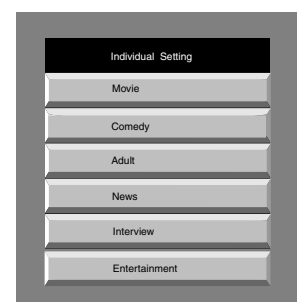 Individual Setting
Movie
Comedy
Adult
News
Interview
Entertainment